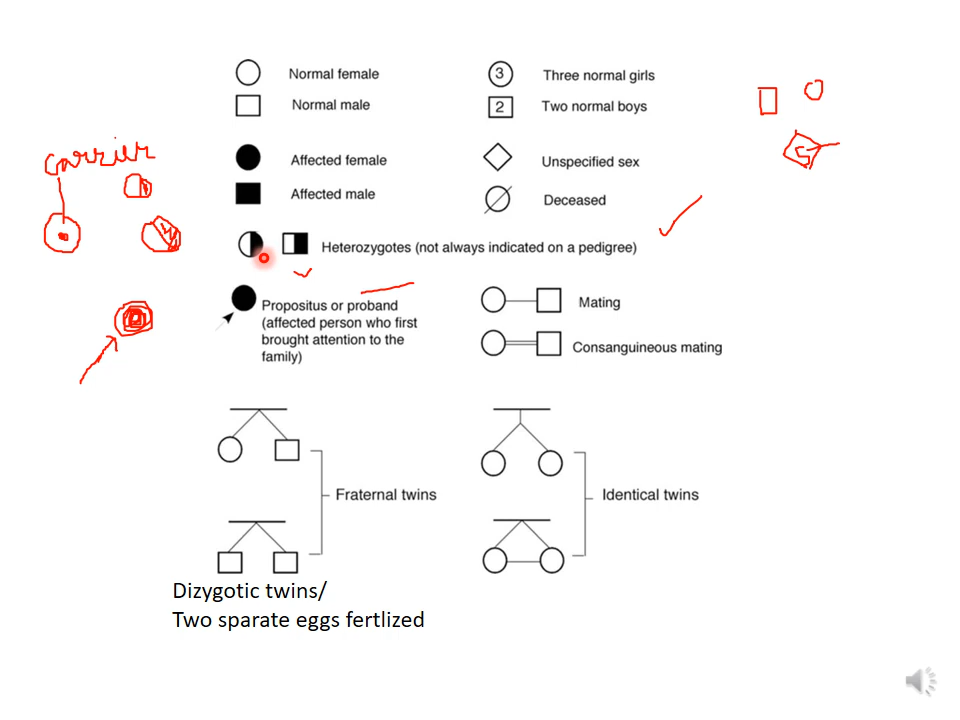 Normal female
Normal male
3 Three normal girls
2 Two normal boys
carrier
Affected female
Affected male
Unspecified sex
Deceased
Heterozygotes (not always indicated on a pedigree)
Propositus or proband
(affected person who first
brought attention to the
family)
Mating
Consanguineous mating
Fraternal twins
Identical twins
Dizygotic twins/
Two sparate eggs fertlized